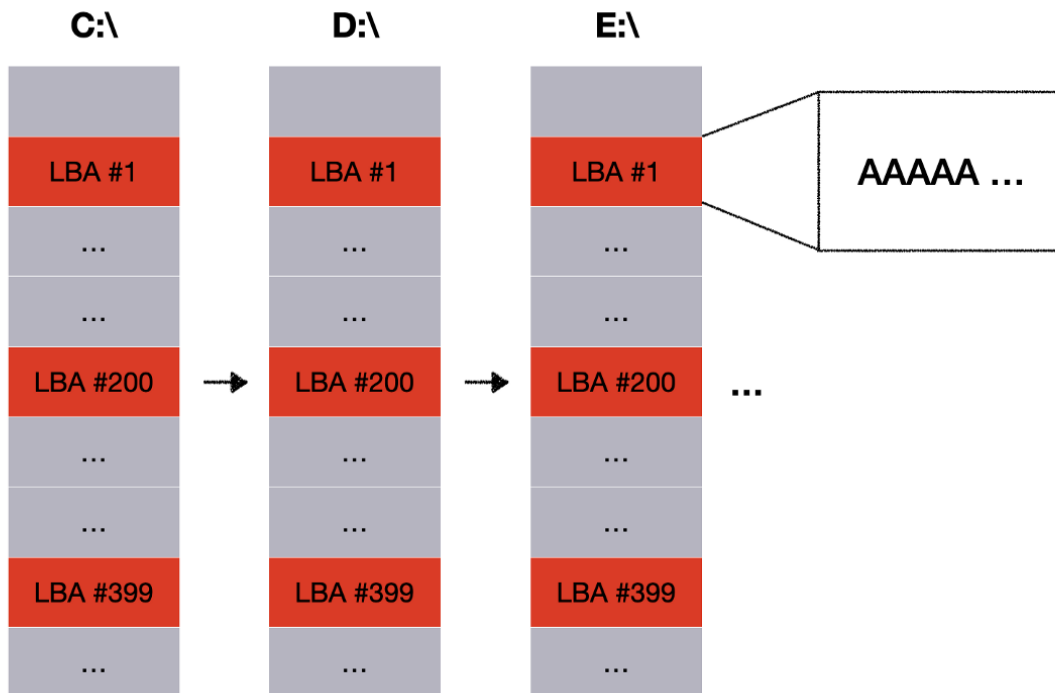 C:\ D:\ E:\
LBA #1 LBA #1 LBA #1 AAAAA ...
... ... ...
... ... ...
LBA #200 LBA #200 LBA #200 ...
... ... ...
... ... ...
LBA #399 LBA #399 LBA #399
... ... ...